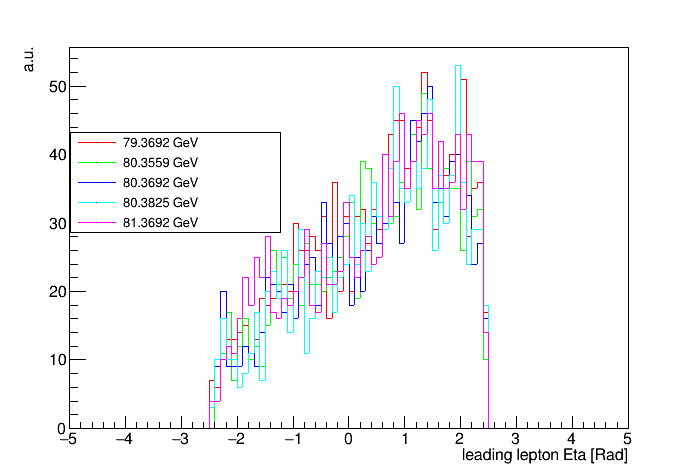 a.u.
50
40
30
20
10
0
79.3692 GeV
80.3559 GeV
80.3692 GeV
80.3825 GeV
81.3692 GeV
−5 −4 −3 −2 −1 0 1 2 3 4 5
leading lepton Eta [Rad]